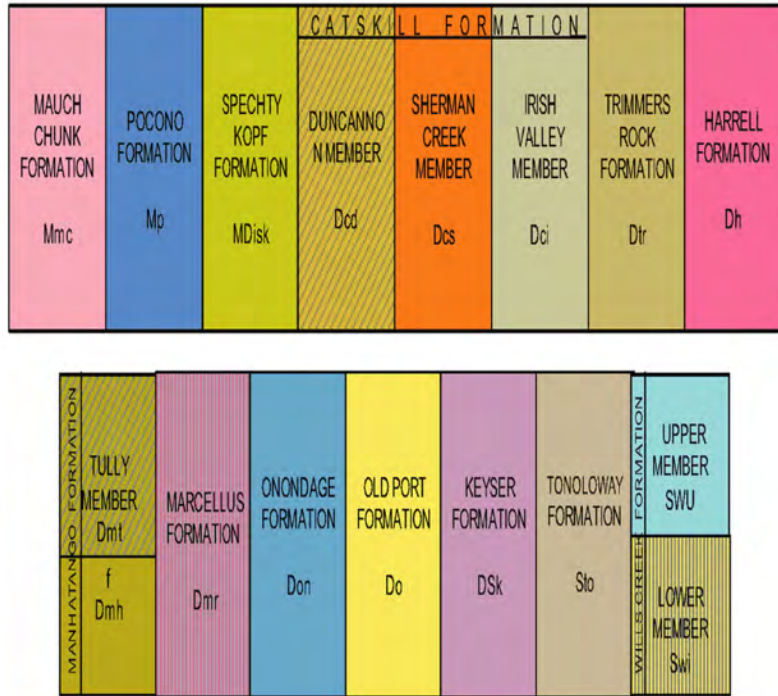 CATSKILL FORMATION
MAUCH
CHUNK
FORMATION
Mmc
POCONO
FORMATION
Mp
SPECHTY
KOPF
FORMATION
MDisk
DUNCANNO
N MEMBER
Dcd
SHERMAN
CREEK
MEMBER
Dcs
IRISH
VALLEY
MEMBER
Dci
TRIMMERS
ROCK
FORMATION
Dtr
HARRELL
FORMATION
Dh
MANHATANGO FORMATION
TULLY
MEMBER
Dmt
f
Dmh
MARCELLUS
FORMATION
Dmr
ONONDAGE
FORMATION
Don
OLD PORT
FORMATION
Do
KEYSER
FORMATION
DSk
TONOLOWAY
FORMATION
Sto
WILLS CREEK FORMATION
UPPER
MEMBER
SWU
LOWER
MEMBER
Swi